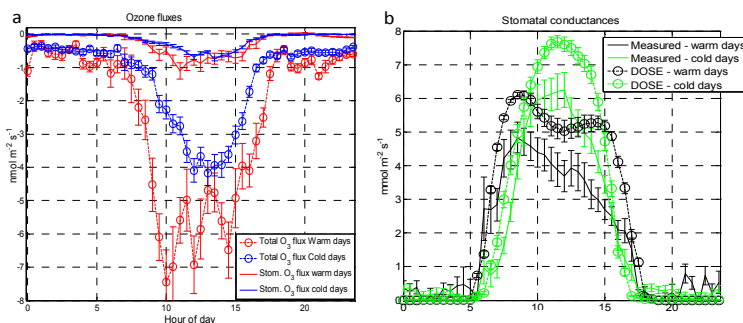 a
Ozone fluxes
0
-1
-2
-3
-4
-5
-6
-7
-8
nmol m⁻² s⁻¹
0
5
10
15
20
Hour of day
Total O₃ flux Warm days
Total O₃ flux Cold days
Stom. O₃ flux warm days
Stom. O₃ flux cold days
b
Stomatal conductances
8
7
6
5
4
3
2
1
0
mmol m⁻² s⁻¹
0
5
10
15
20
Measured - warm days
Measured - cold days
DOSE - warm days
DOSE - cold days